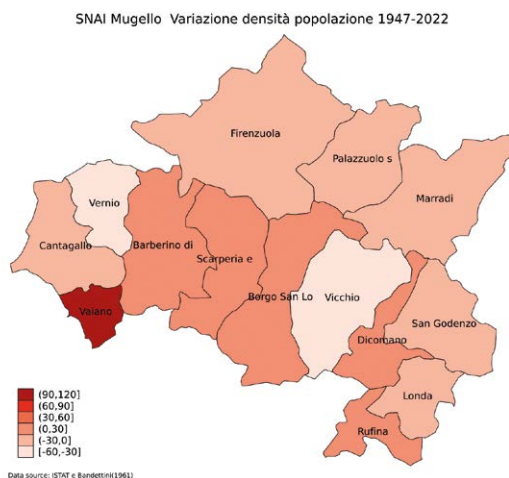 SNAI Mugello Variazione densità popolazione 1947-2022
Firenzuola
Palazzuolo s
Marradi
Vernio
Cantagallo
Barberino di
Scarperia e
Borgo San Lo
Vicchio
Vaiano
San Godenzo
Dicomano
Londa
Rufina
(90,120]
(60,90]
(30,60]
(0,30]
(-30,0]
[-60,-30]
Data source: ISTAT e Bandettini(1961)